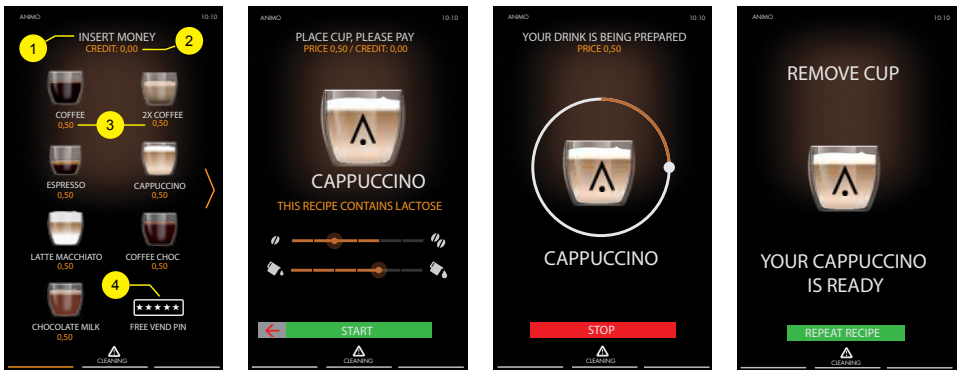 ANIMO 10:10
INSERT MONEY
CREDIT: 0,00
1
2
COFFEE 2X COFFEE
0,50 0,50
3
ESPRESSO CAPPUCCINO
0,50 0,50
LATTE MACCHIATO COFFEE CHOC
0,50 0,50
4
★★★★★
CHOCOLATE MILK FREE VEND PIN
0,50
CLEANING
ANIMO 10:10
PLACE CUP, PLEASE PAY
PRICE 0,50 / CREDIT: 0,00
CAPPUCCINO
THIS RECIPE CONTAINS LACTOSE
START
CLEANING
ANIMO 10:10
YOUR DRINK IS BEING PREPARED
PRICE 0,50
CAPPUCCINO
STOP
CLEANING
ANIMO 10:10
REMOVE CUP
YOUR CAPPUCCINO
IS READY
REPEAT RECIPE
CLEANING